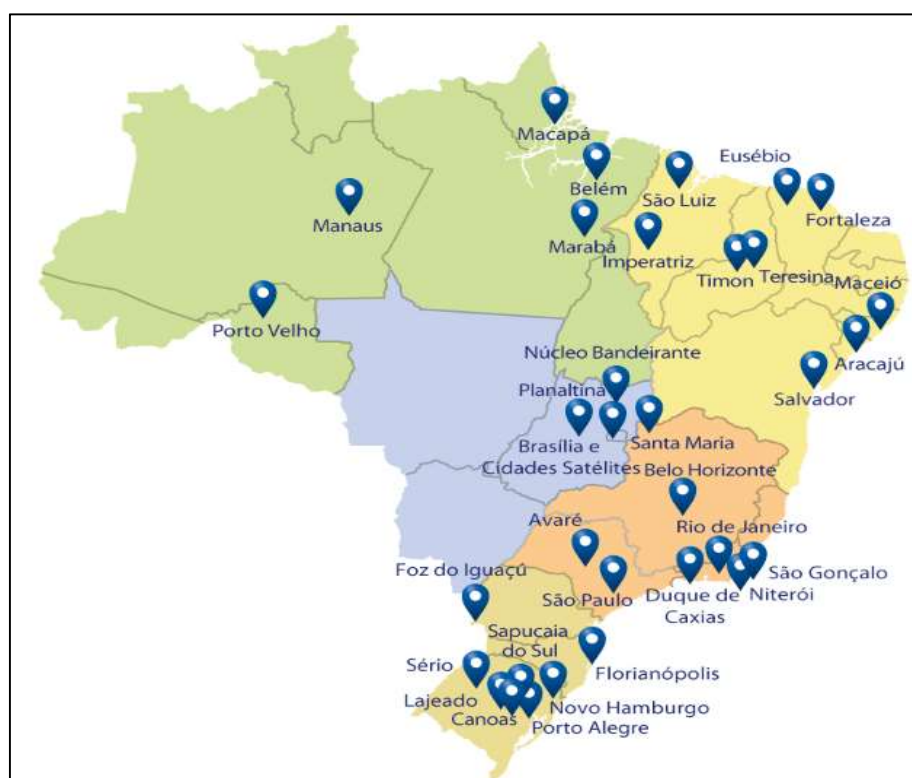 Macapá
Eusébio
Belém
São Luiz
Fortaleza
Manaus
Marabá
Imperatriz
Timon
Teresina
Maceió
Porto Velho
Núcleo Bandeirante
Aracajú
Planaltina
Salvador
Brasília e
Cidades Satélites
Santa Maria
Belo Horizonte
Avaré
Rio de Janeiro
Foz do Iguaçú
São Gonçalo
São Paulo
Duque de
Caxias
Niterói
Sapucaia
do Sul
Sério
Florianópolis
Lajeado
Novo Hamburgo
Canoas
Porto Alegre